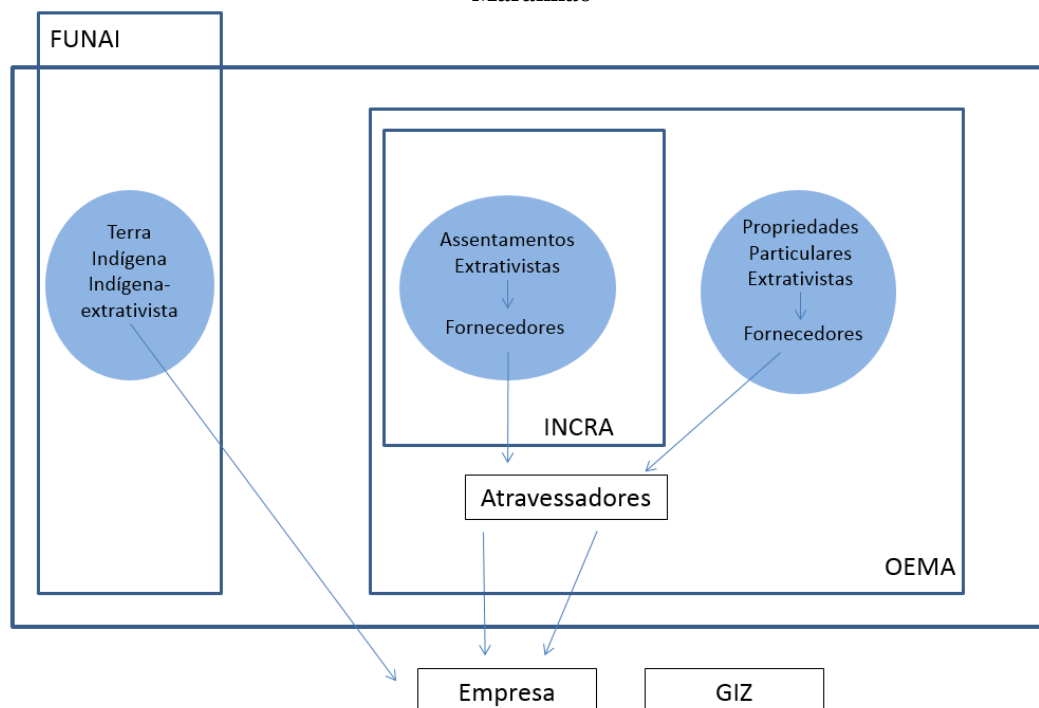 FUNAI
Terra
Indígena
Indígena-
extrativista
Assentamentos
Extrativistas
Fornecedores
INCRA
Propriedades
Particulares
Extrativistas
Fornecedores
Atravessadores
OEMA
Empresa
GIZ